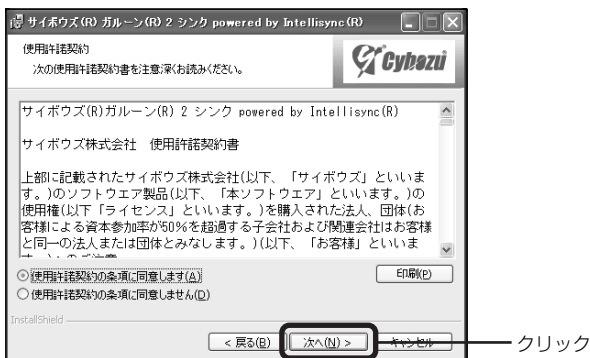 サイボウズ(R) ガルーン(R) 2 シンク powered by Intellisync(R)
使用許諾契約
次の使用許諾契約書を注意深くお読みください。
Cybozu
サイボウズ(R)ガルーン(R) 2 シンク powered by Intellisync(R)
サイボウズ株式会社 使用許諾契約書
上部に記載されたサイボウズ株式会社(以下、「サイボウズ」といいま
す。)のソフトウエア製品(以下、「本ソフトウエア」といいます。)の
使用権(以下「ライセンス」といいます。)を購入された法人、団体(お
客様による資本参加率が50%を超過する子会社および関連会社はお客様
と同一の法人または団体とみなします。)(以下、「お客様」といいま
使用許諾契約の条項に同意します(A)
印刷(P)
使用許諾契約の条項に同意しません(D)
InstallShield
< 戻る(B)
次へ(N) >
キャンセル
クリック